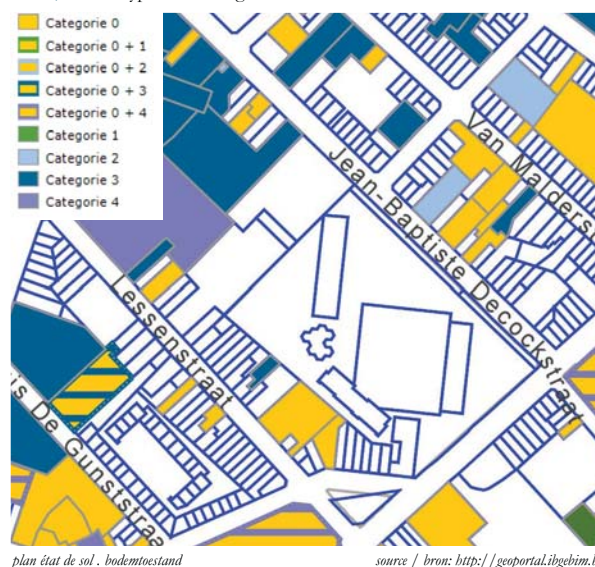 Categorie 0
Categorie 0 + 1
Categorie 0 + 2
Categorie 0 + 3
Categorie 0 + 4
Categorie 1
Categorie 2
Categorie 3
Categorie 4
Van Malders
Jean-Baptiste Decockstraat
Lessenstraat
is De Gunststraa
plan état de sol . bodemtoestand
source / bron: http://geoportal.ibgebim.b